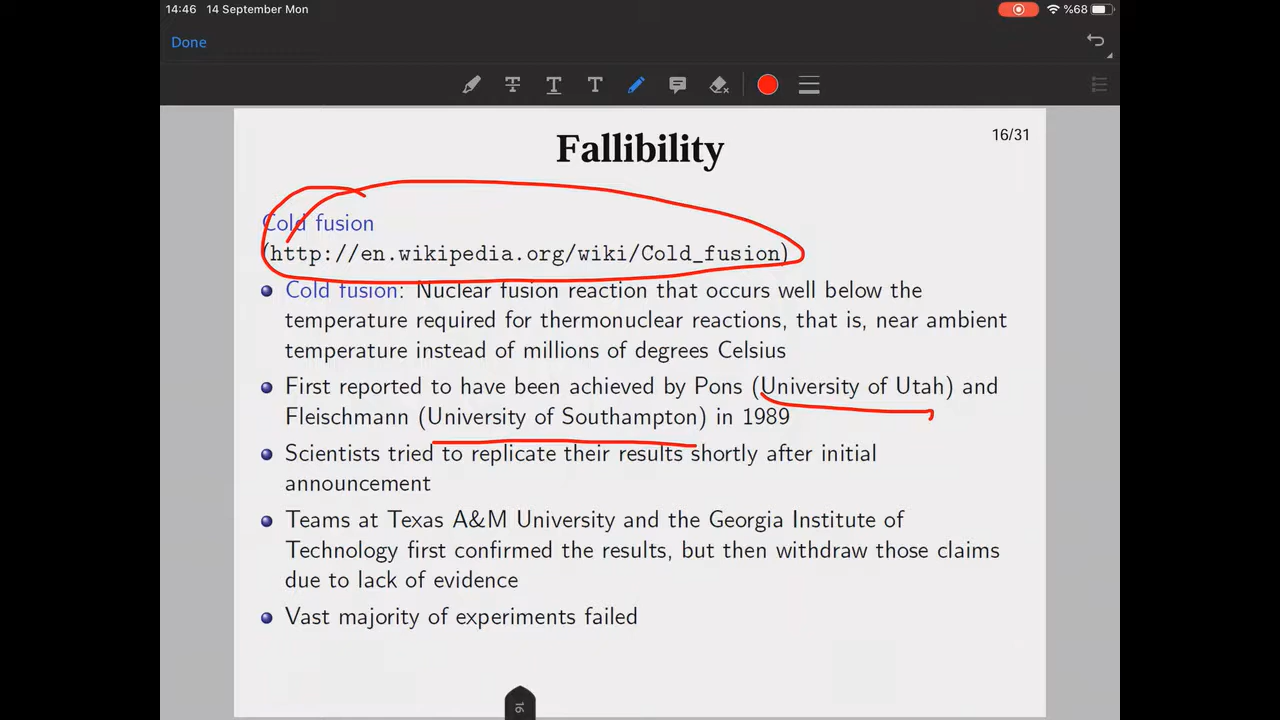 14:46 14 September Mon %68
Done
T T T
16/31
Fallibility
Cold fusion
(http://en.wikipedia.org/wiki/Cold_fusion)
Cold fusion: Nuclear fusion reaction that occurs well below the
temperature required for thermonuclear reactions, that is, near ambient
temperature instead of millions of degrees Celsius
First reported to have been achieved by Pons (University of Utah) and
Fleischmann (University of Southampton) in 1989
Scientists tried to replicate their results shortly after initial
announcement
Teams at Texas A&M University and the Georgia Institute of
Technology first confirmed the results, but then withdraw those claims
due to lack of evidence
Vast majority of experiments failed
16